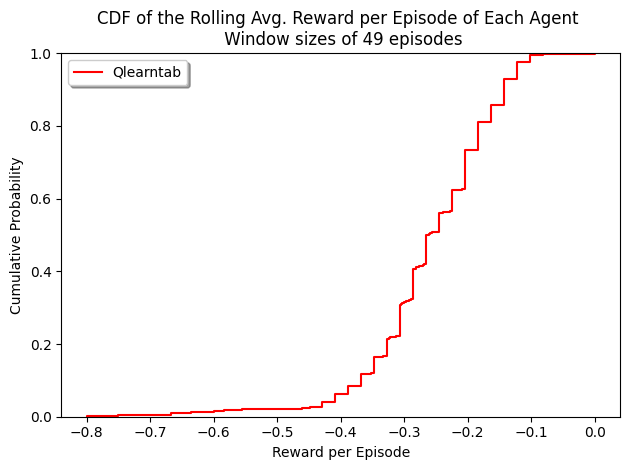 CDF of the Rolling Avg. Reward per Episode of Each Agent
Window sizes of 49 episodes
Qlearntab
Cumulative Probability
1.0
0.8
0.6
0.4
0.2
0.0
−0.8 −0.7 −0.6 −0.5 −0.4 −0.3 −0.2 −0.1 0.0
Reward per Episode